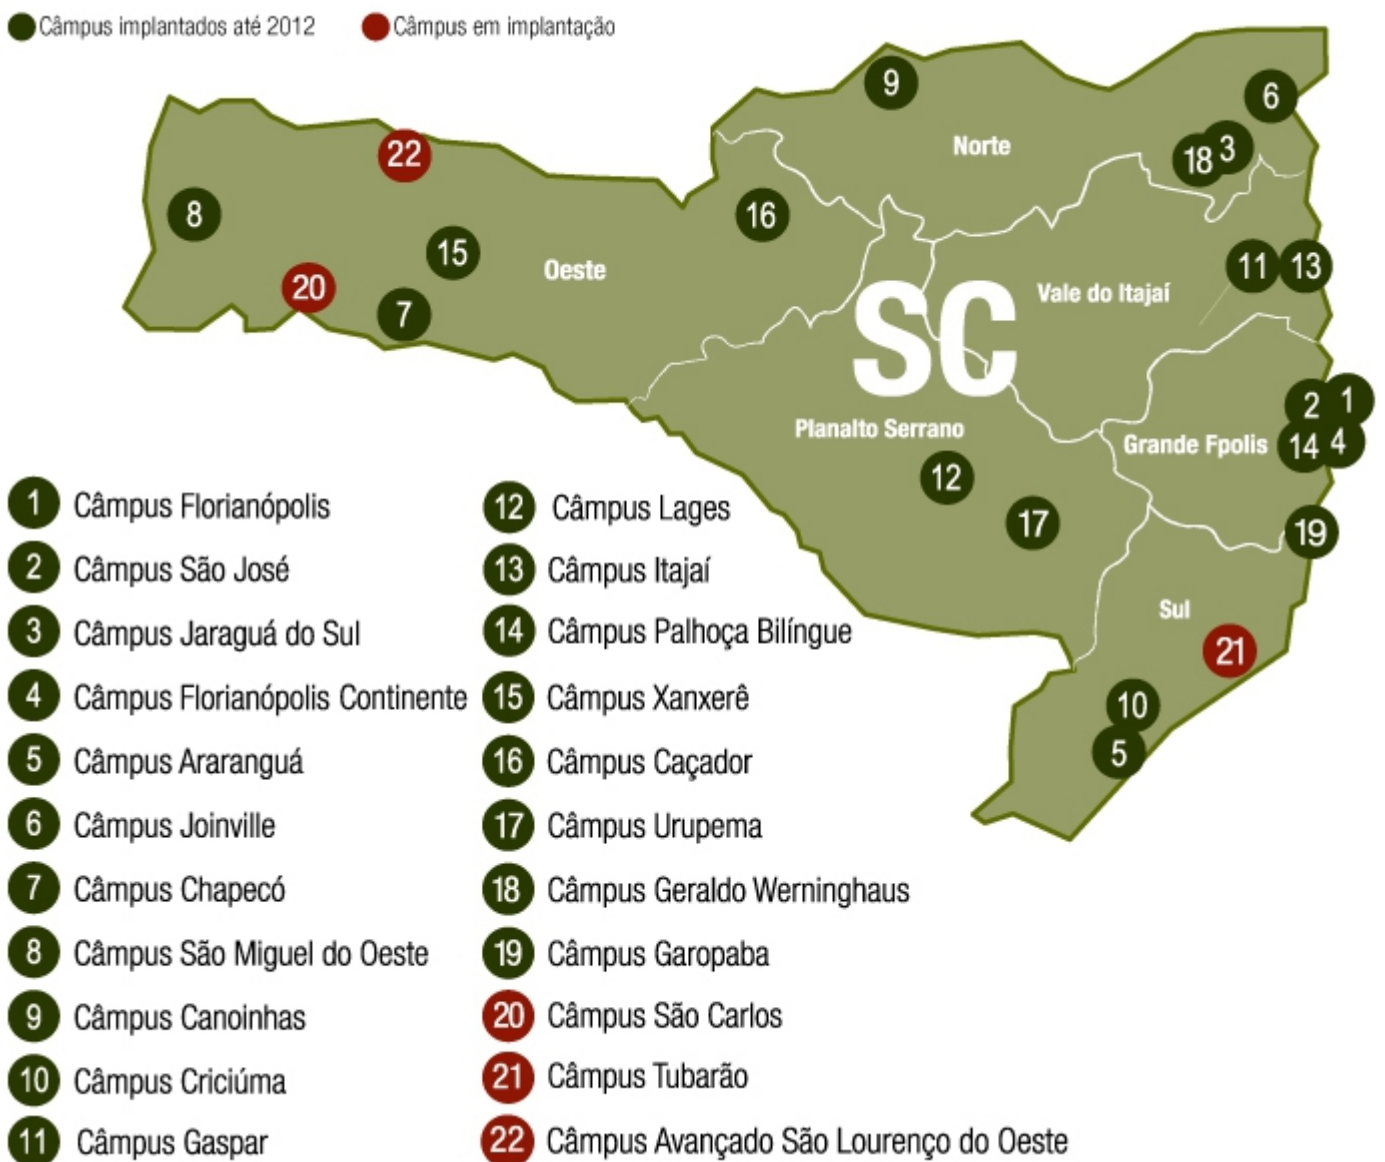 Câmpus implantados até 2012
Câmpus em implantação
9
6
Norte
22
18 3
8
16
15
Oeste
11 13
20
Vale do Itajaí
7
SC
2 1
Planalto Serrano
Grande Fpolis
14 4
12
17
19
Sul
21
10
5
1 Câmpus Florianópolis
2 Câmpus São José
3 Câmpus Jaraguá do Sul
4 Câmpus Florianópolis Continente
5 Câmpus Araranguá
6 Câmpus Joinville
7 Câmpus Chapecó
8 Câmpus São Miguel do Oeste
9 Câmpus Canoinhas
10 Câmpus Criciúma
11 Câmpus Gaspar
12 Câmpus Lages
13 Câmpus Itajaí
14 Câmpus Palhoça Bilíngue
15 Câmpus Xanxerê
16 Câmpus Caçador
17 Câmpus Urupema
18 Câmpus Geraldo Werninghaus
19 Câmpus Garopaba
20 Câmpus São Carlos
21 Câmpus Tubarão
22 Câmpus Avançado São Lourenço do Oeste